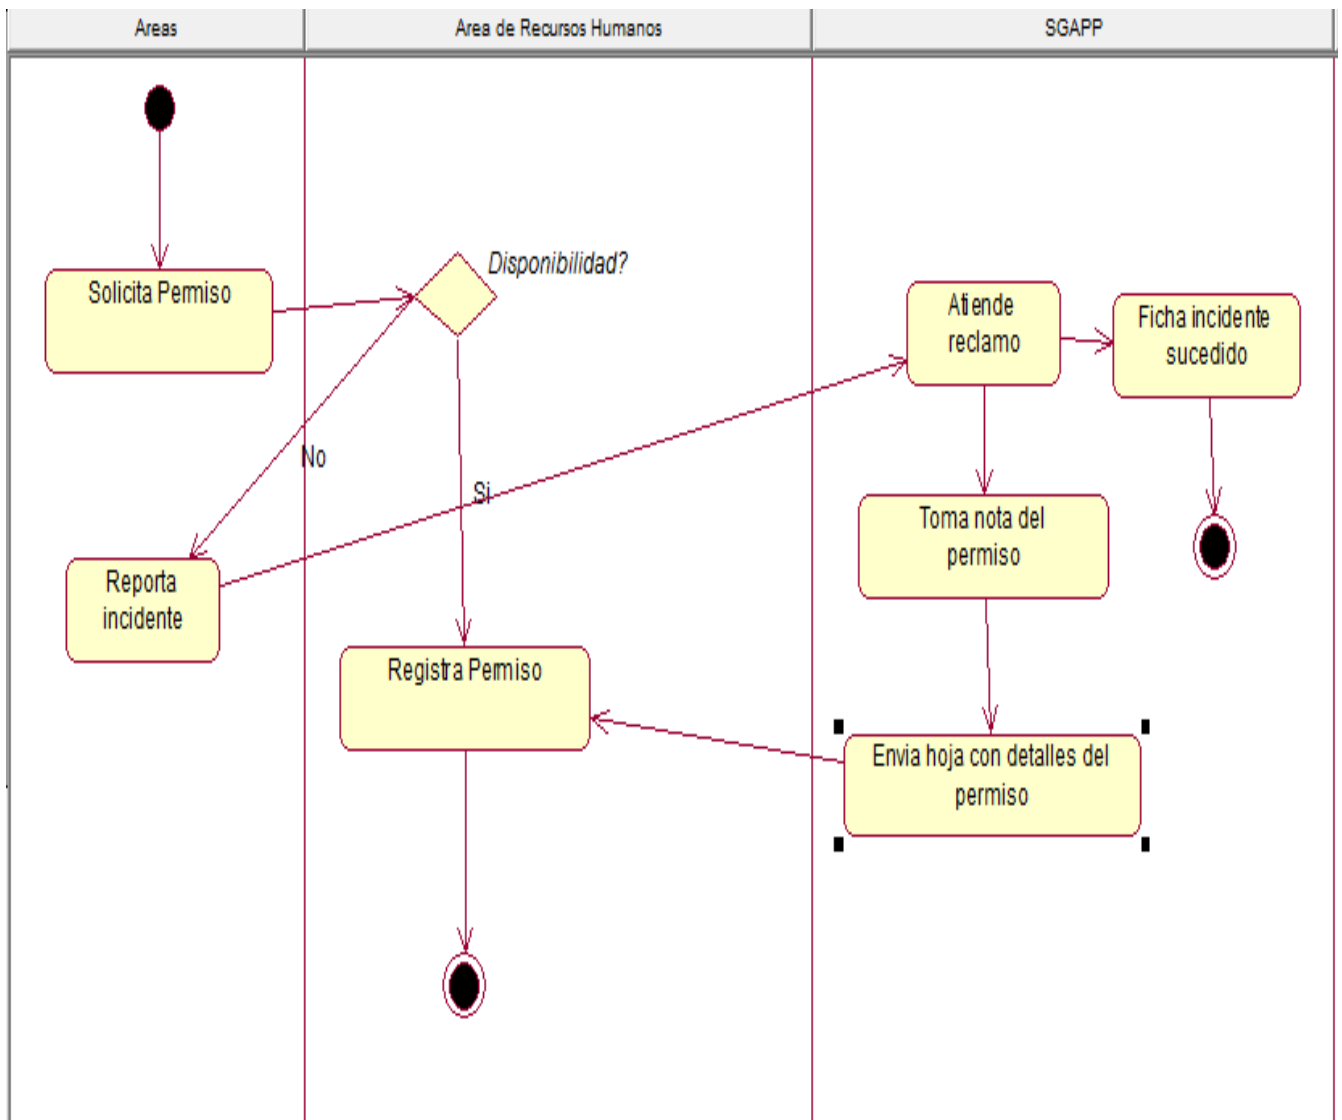 Areas
Area de Recursos Humanos
SGAPP
Solicita Permiso
Disponibilidad?
Atiende
reclamo
Ficha incidente
sucedido
No
Si
Toma nota del
permiso
Reporta
incidente
Registra Permiso
Envia hoja con detalles del
permiso